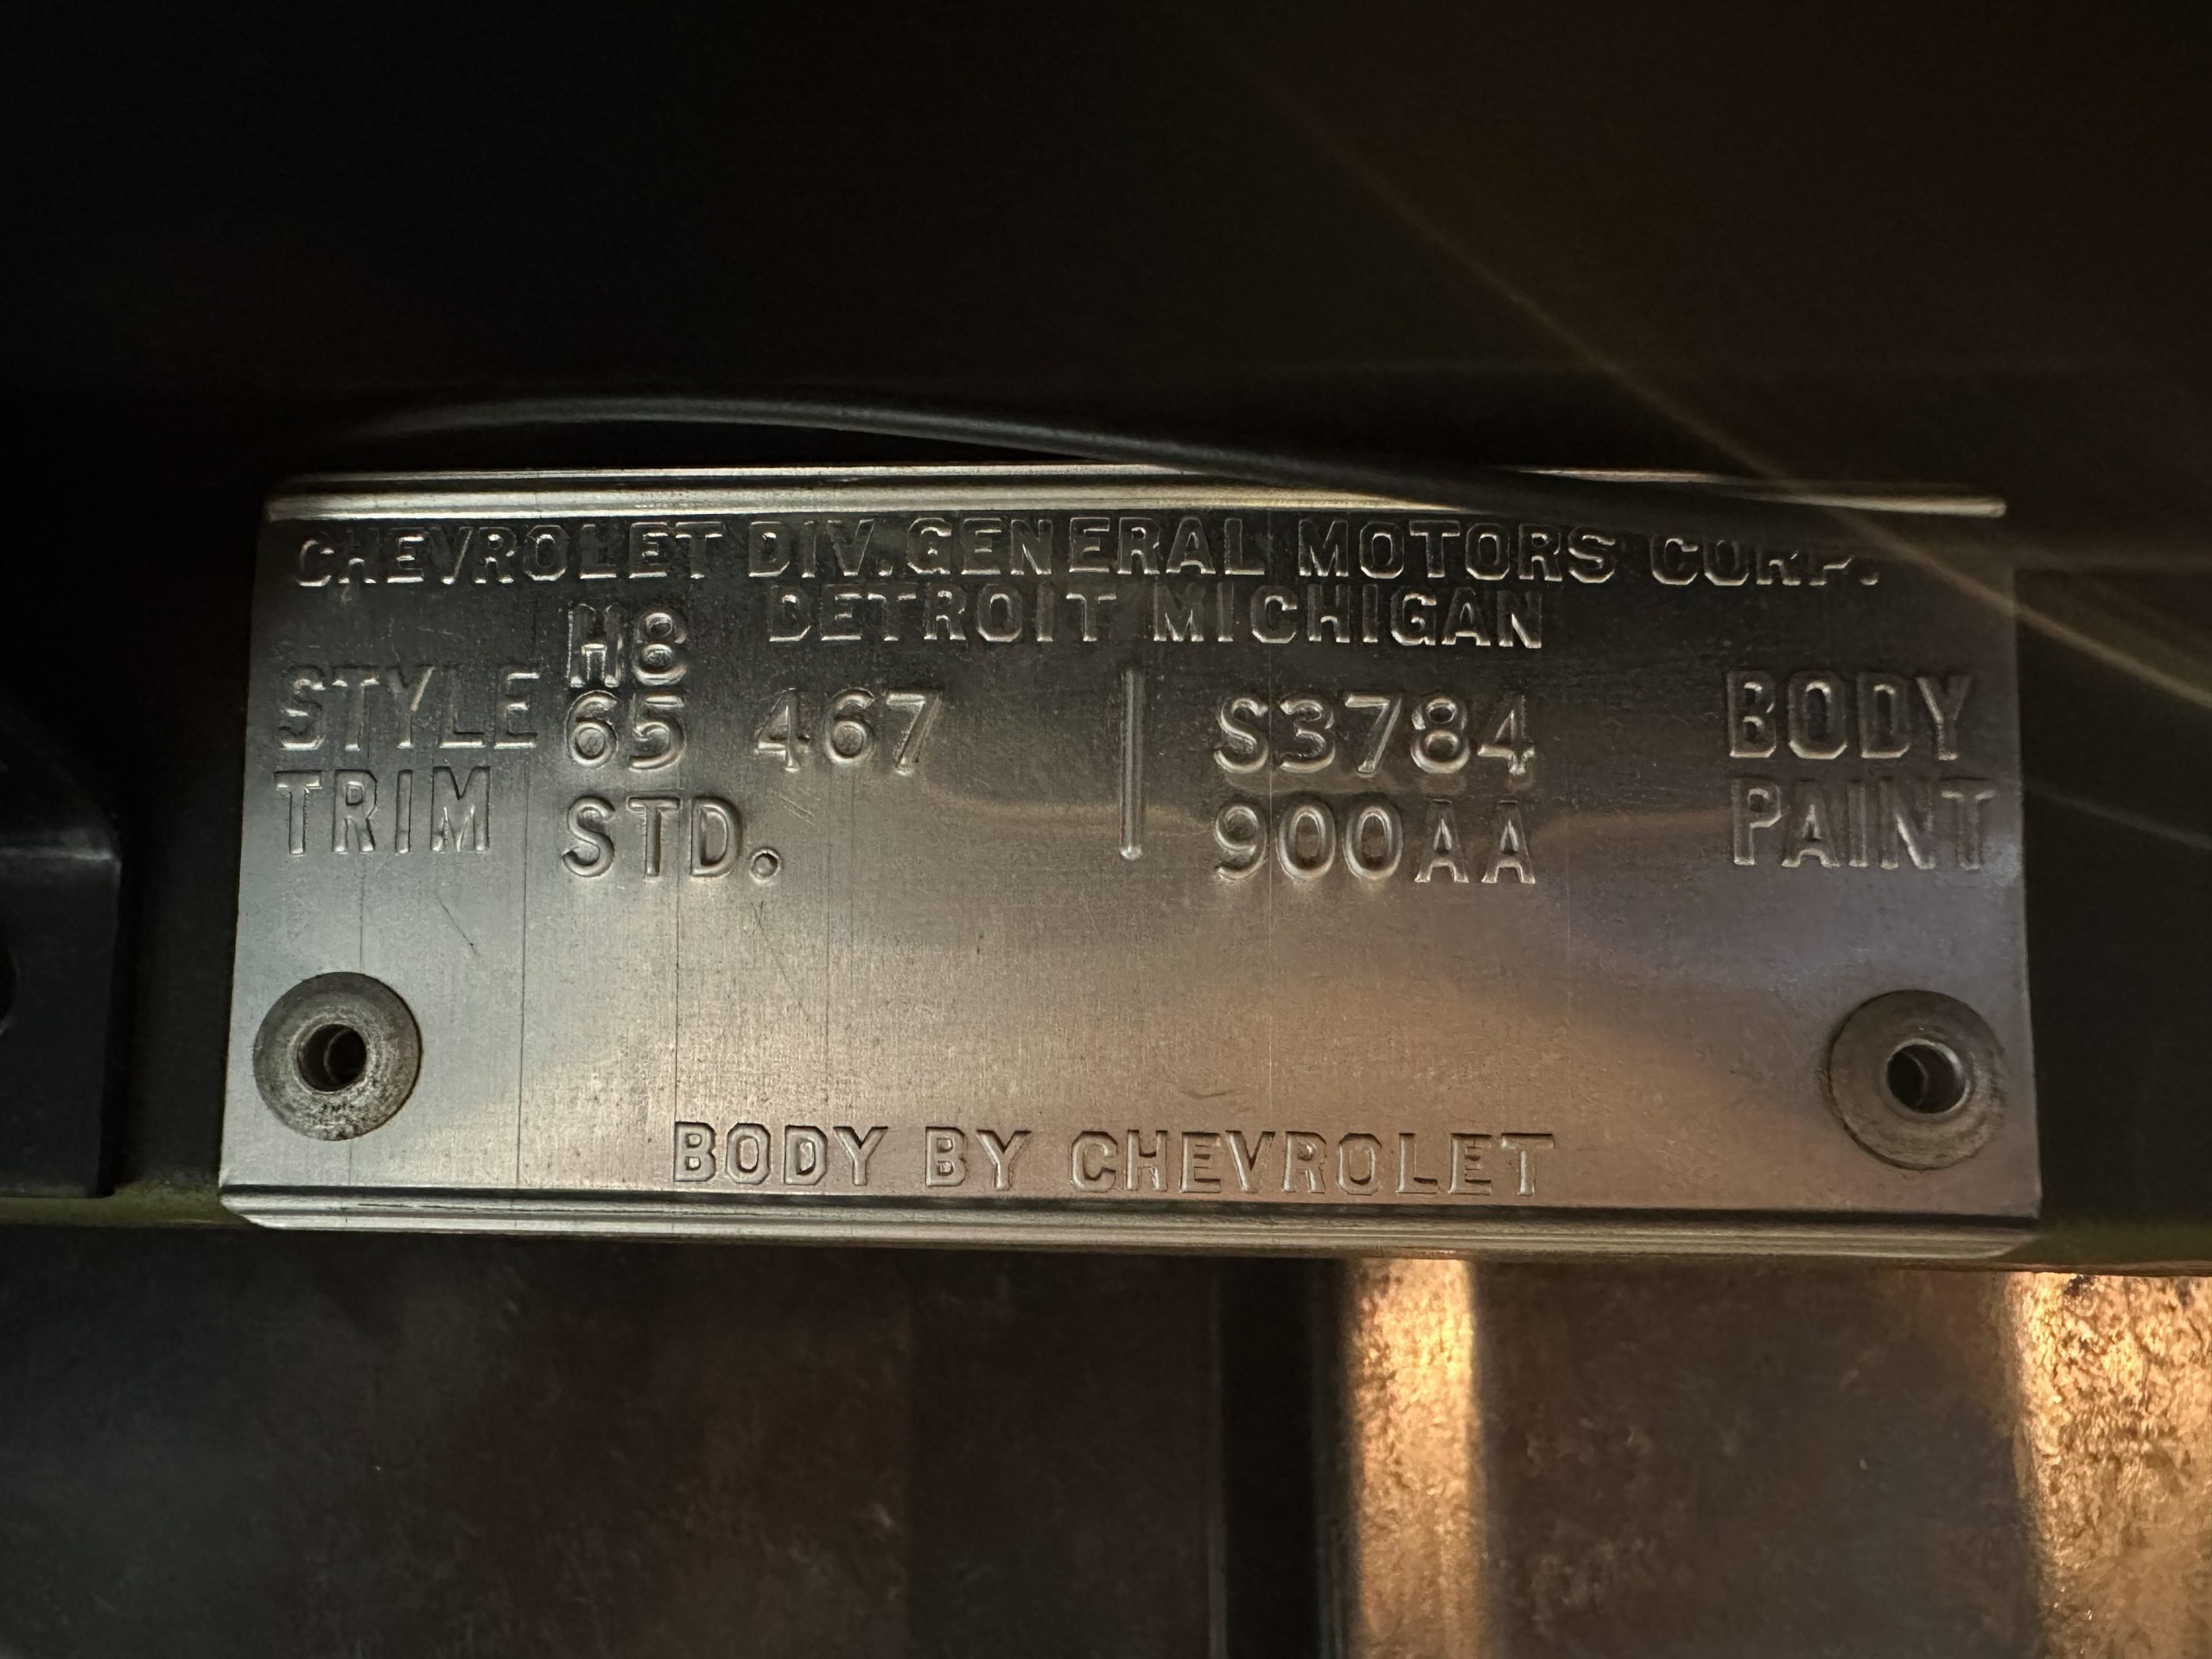 CHEVROLET DIV. GENERAL MOTORS CORP.
DETROIT MICHIGAN
H8
STYLE 65 467 | S3784 BODY
TRIM STD. 900AA PAINT
BODY BY CHEVROLET